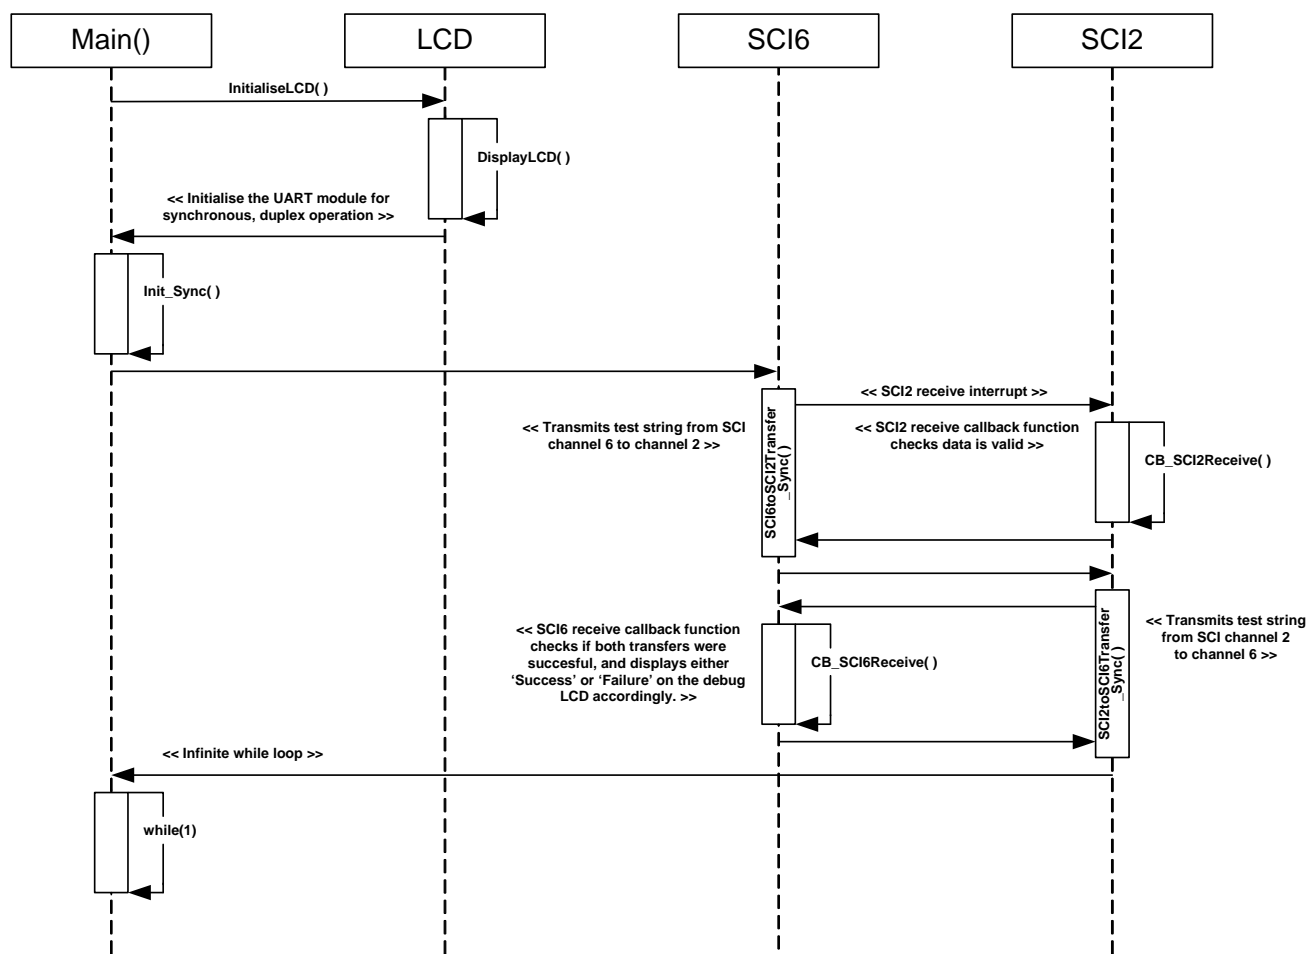 Main()
LCD
SCI6
SCI2
InitialiseLCD( )
DisplayLCD( )
<< Initialise the UART module for
synchronous, duplex operation >>
Init_Sync( )
<< SCI2 receive interrupt >>
<< Transmits test string from SCI
channel 6 to channel 2 >>
SCI6toSCI2Transfer
_Sync( )
<< SCI2 receive callback function
checks data is valid >>
CB_SCI2Receive( )
<< SCI6 receive callback function
checks if both transfers were
succesful, and displays either
‘Success’ or ‘Failure’ on the debug
LCD accordingly. >>
CB_SCI6Receive( )
SCI2toSCI6Transfer
_Sync( )
<< Transmits test string
from SCI channel 2
to channel 6 >>
<< Infinite while loop >>
while(1)